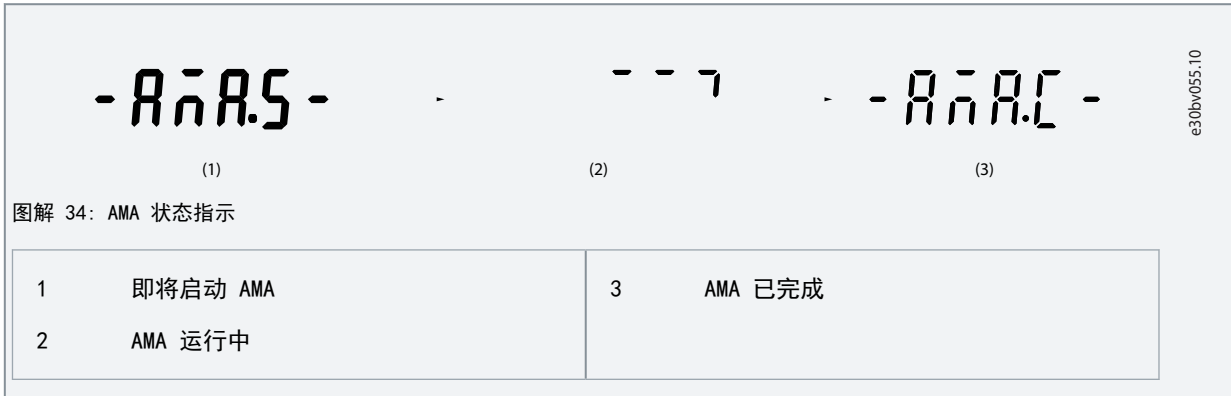 -AMA.S- ► ► -AMA.C-
(1) (2) (3)
e30bv055.10
图解 34: AMA 状态指示
1 即将启动 AMA 3 AMA 已完成
2 AMA 运行中